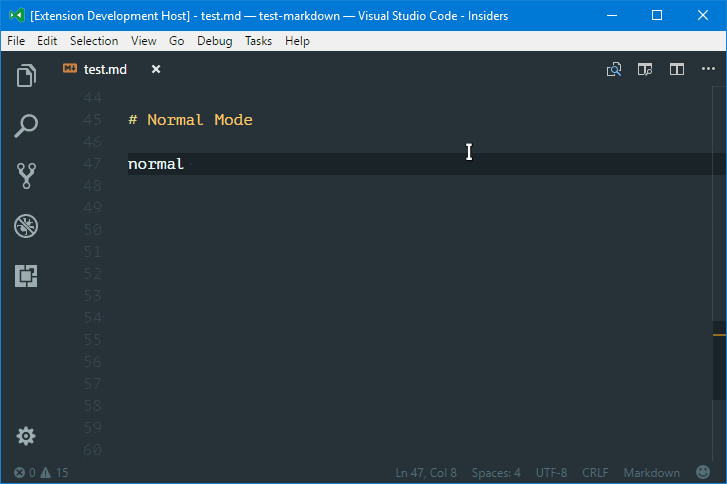 [Extension Development Host] - test.md — test-markdown — Visual Studio Code - Insiders
File Edit Selection View Go Debug Tasks Help
M↓ test.md
44
45 # Normal Mode
46
47 normal
48
49
50
51
52
53
54
55
56
57
58
59
60
0 15 Ln 47, Col 8 Spaces: 4 UTF-8 CRLF Markdown